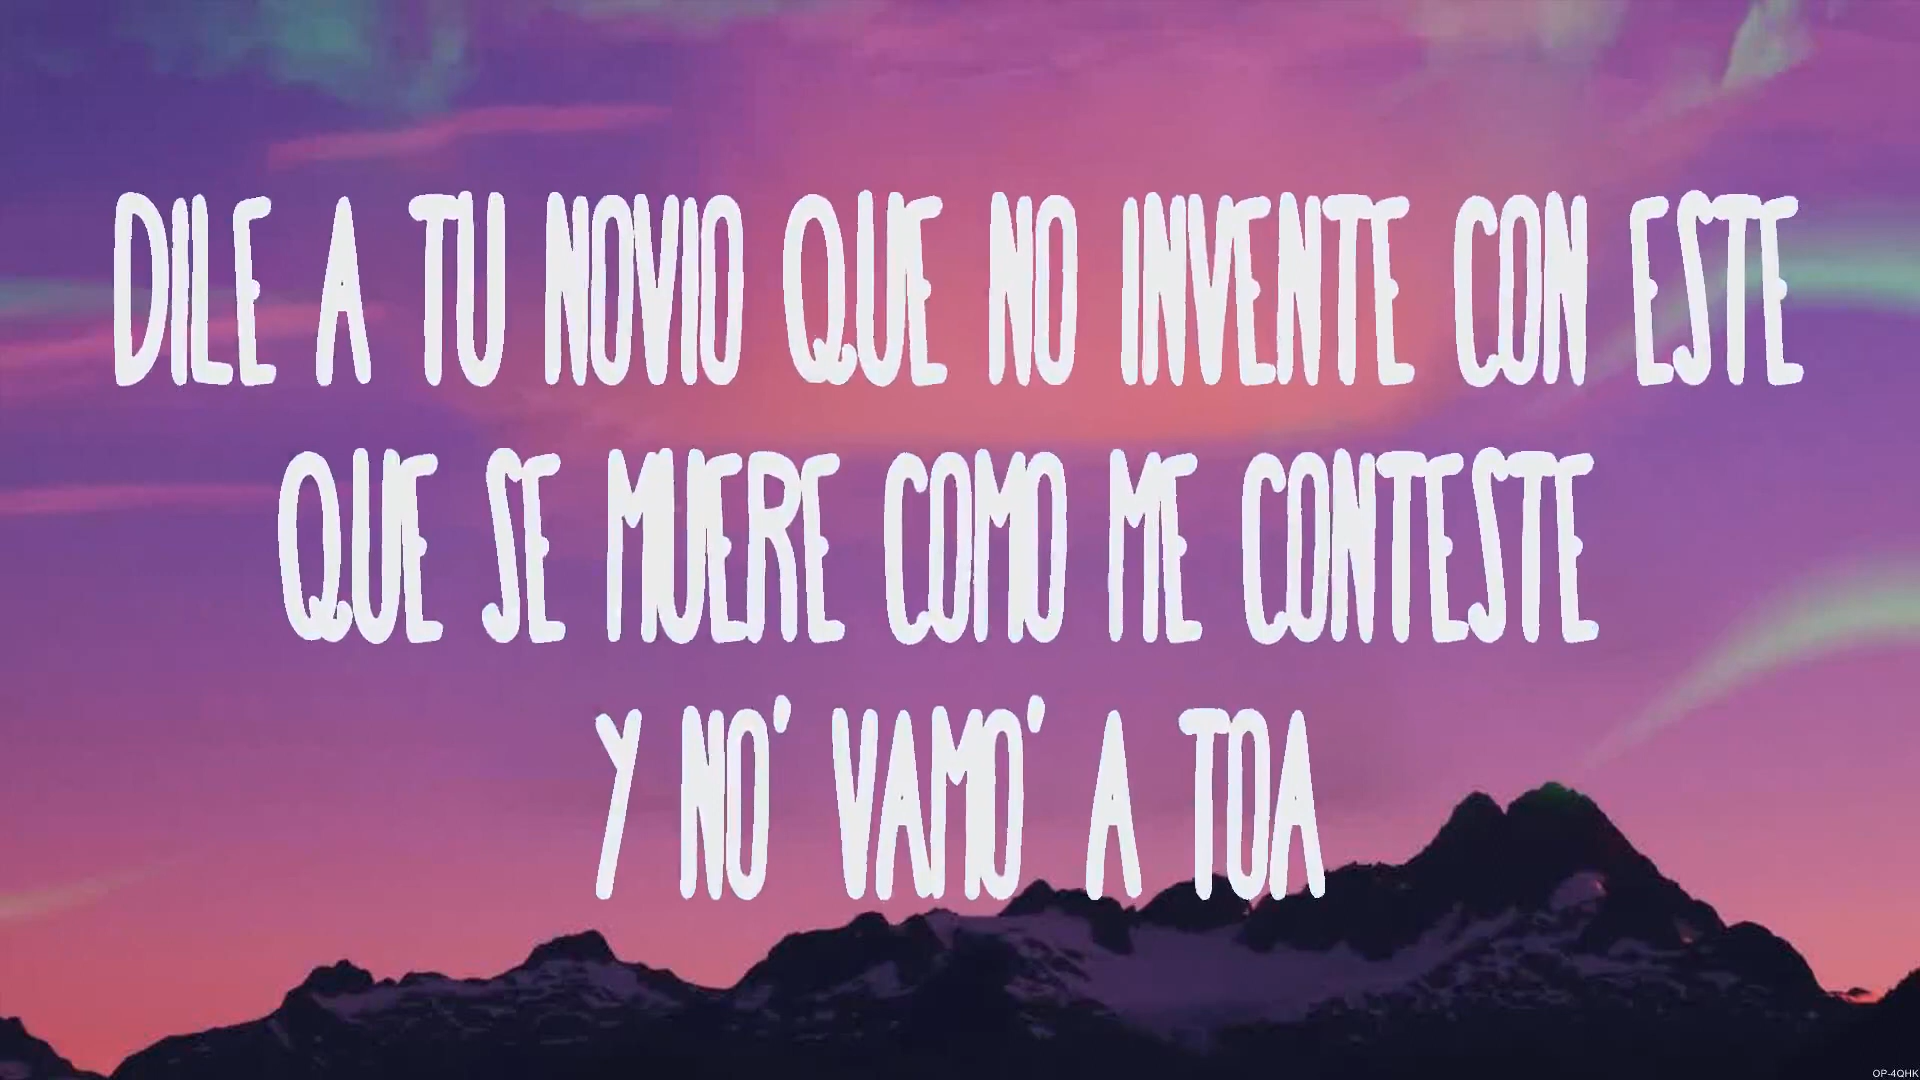 DILE A TU NOVIO QUE NO INVENTE CON ESTE
QUE SE MUERE COMO ME CONTESTE
Y NO' VAMO' A TOA
OP-4QHK